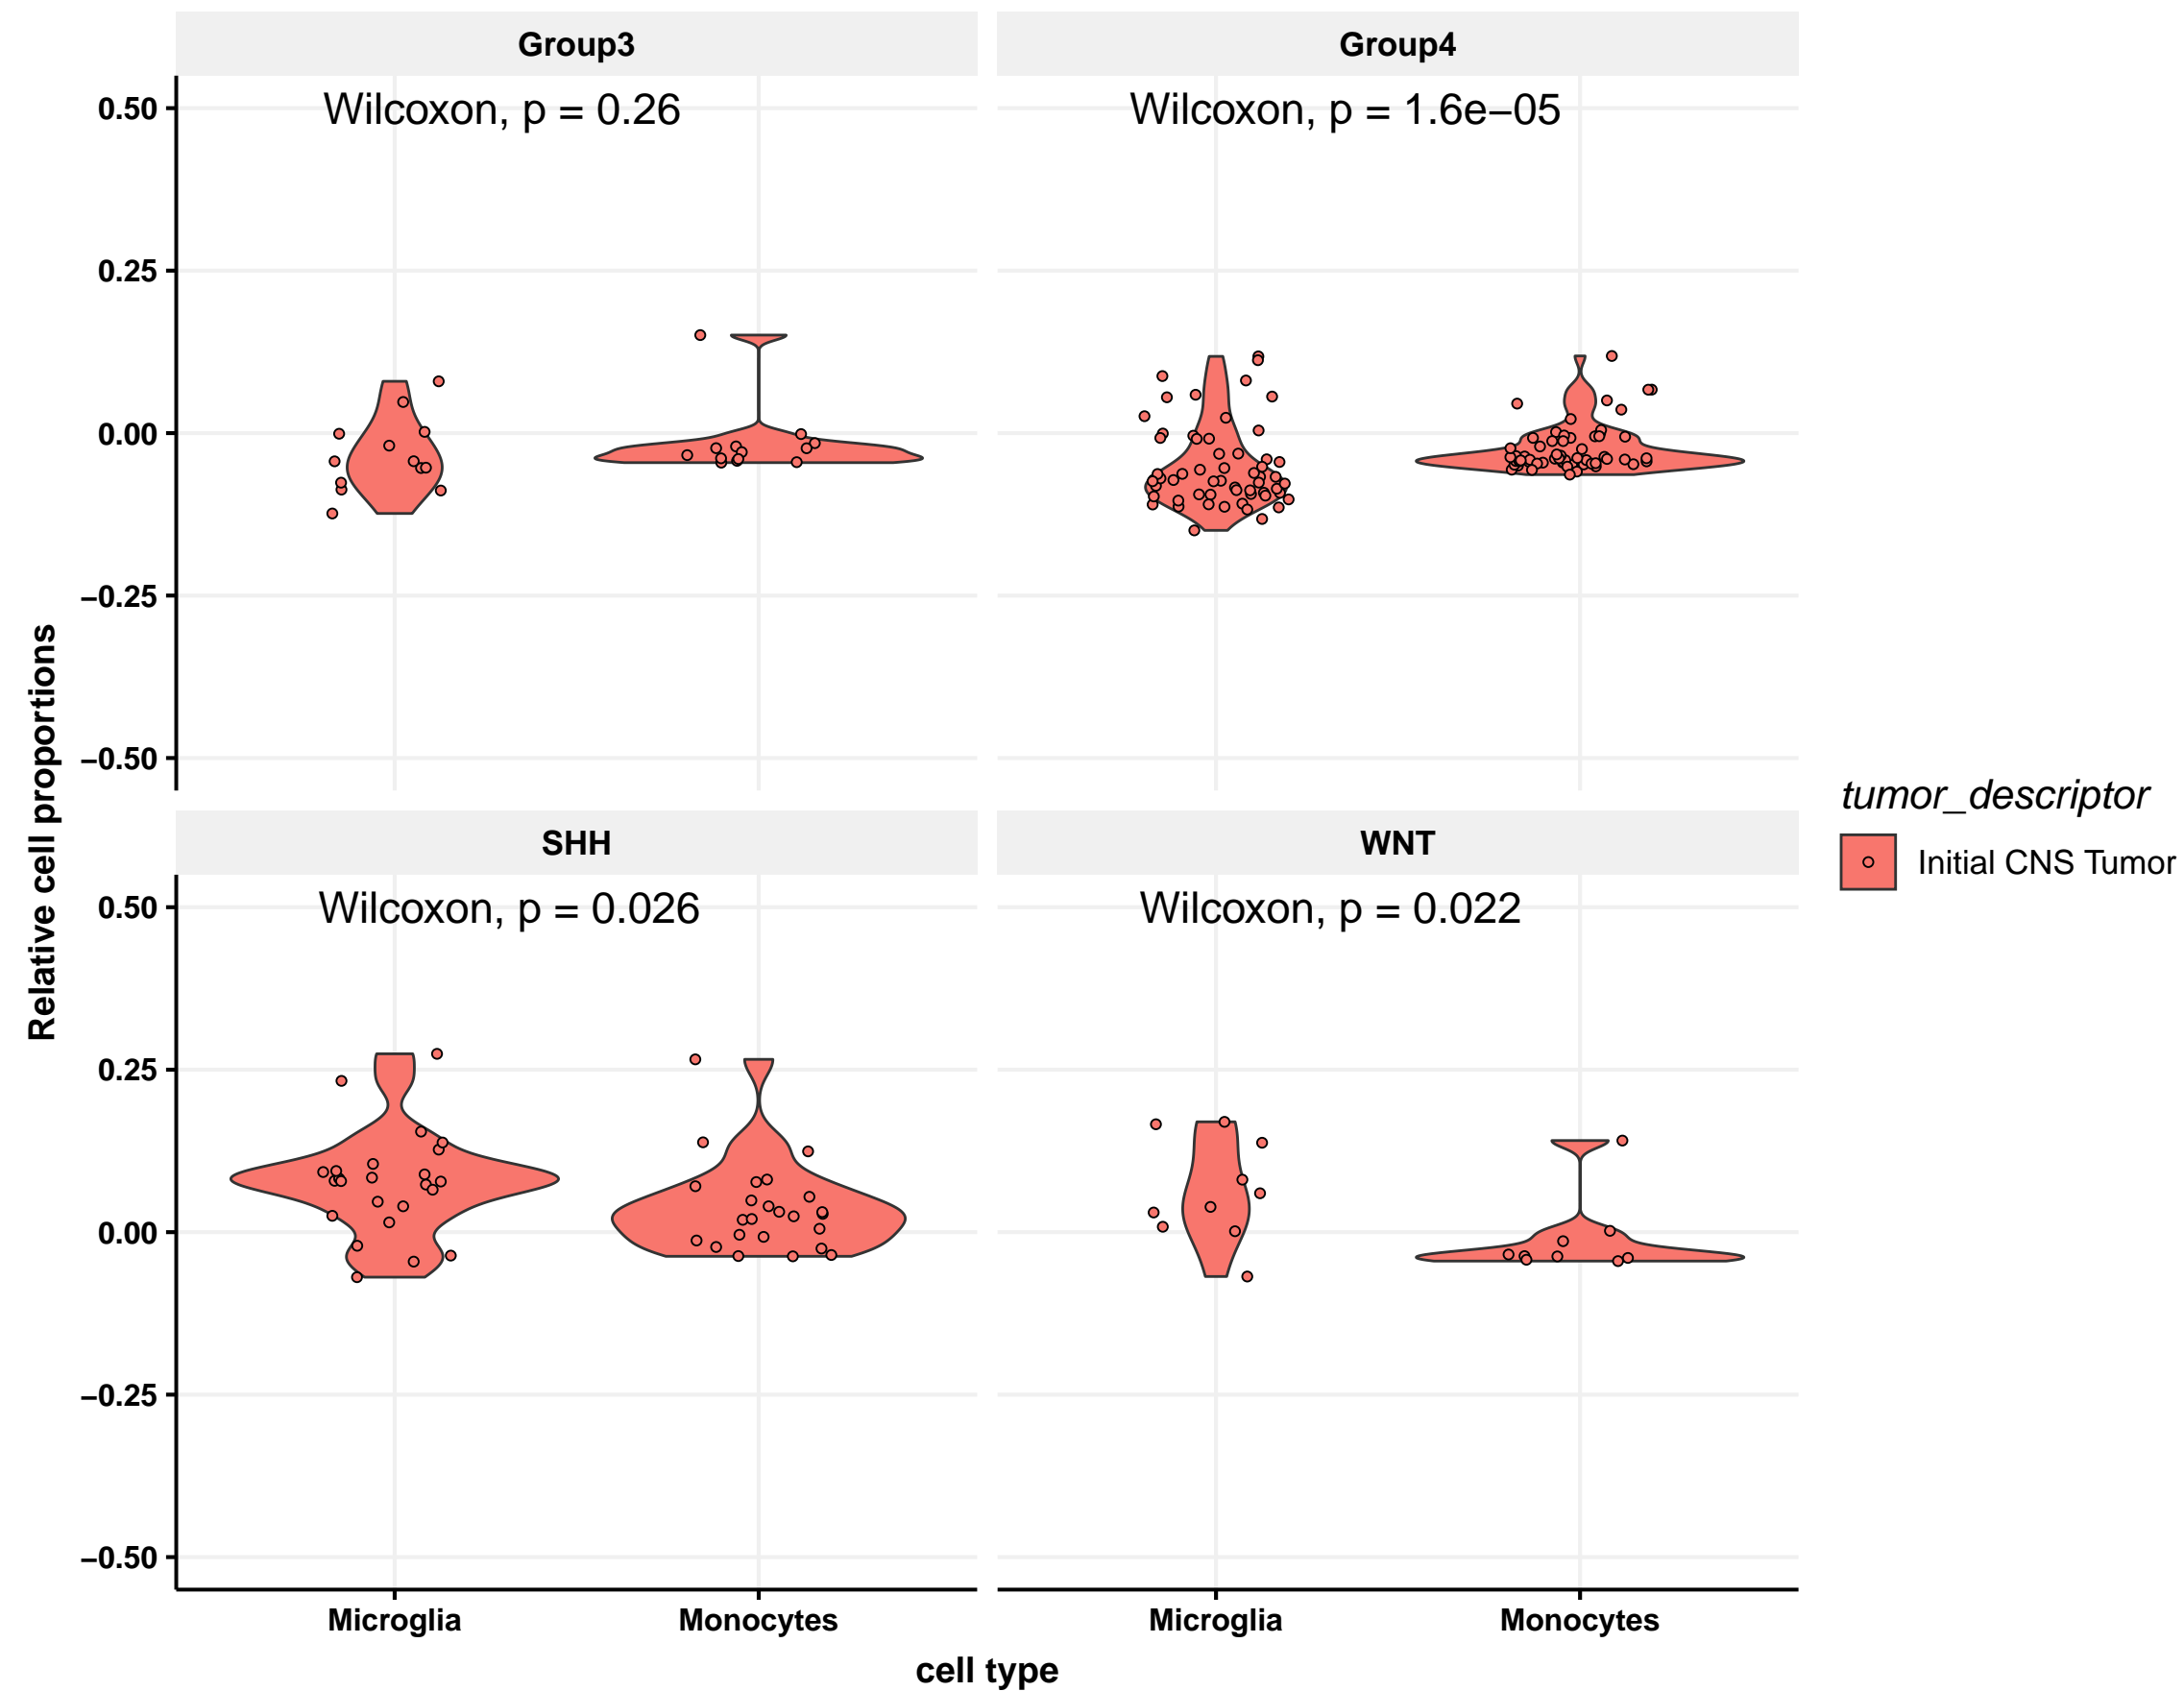 Group3
Group4
Wilcoxon, p = 0.26
Wilcoxon, p = 1.6e−05
0.50
0.25
0.00
−0.25
−0.50
SHH
WNT
Wilcoxon, p = 0.026
Wilcoxon, p = 0.022
0.50
0.25
0.00
−0.25
−0.50
Microglia
Monocytes
Microglia
Monocytes
cell type
Relative cell proportions
tumor_descriptor
Initial CNS Tumor